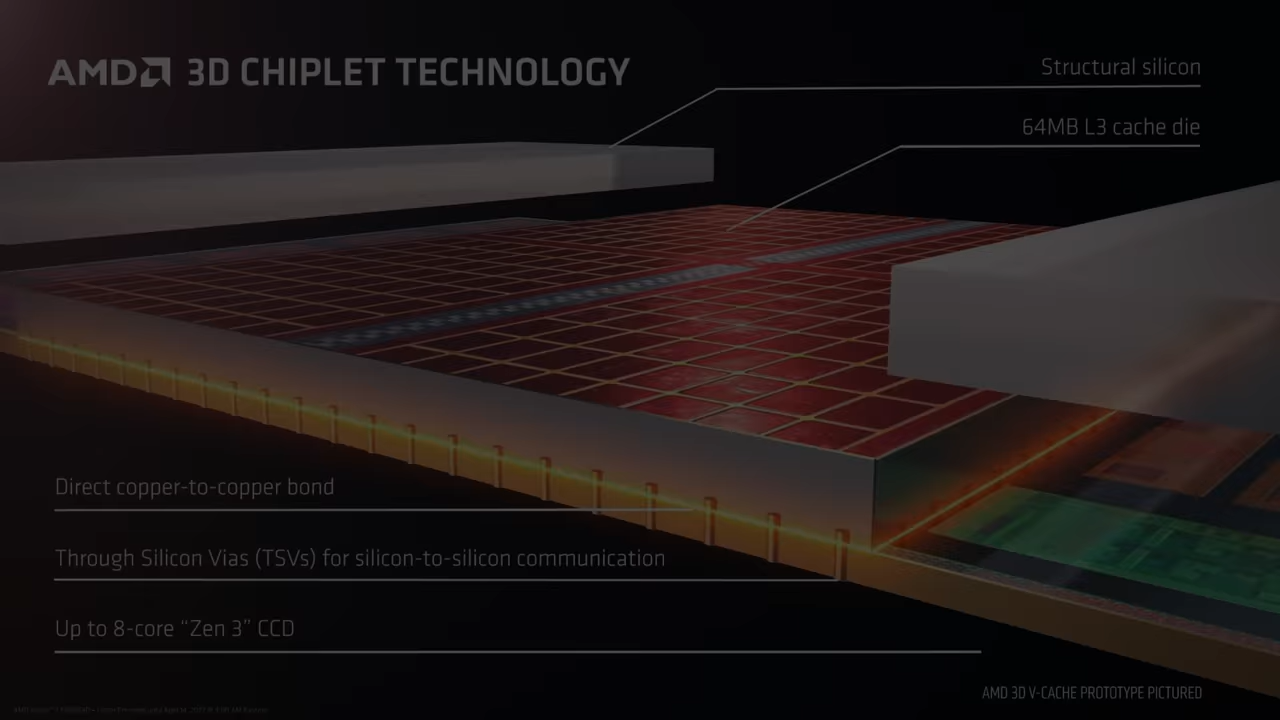 AMD 3D CHIPLET TECHNOLOGY
Structural silicon
64MB L3 cache die
Direct copper-to-copper bond
Through Silicon Vias (TSVs) for silicon-to-silicon communication
Up to 8-core “Zen 3” CCD
AMD 3D V-CACHE PROTOTYPE PICTURED